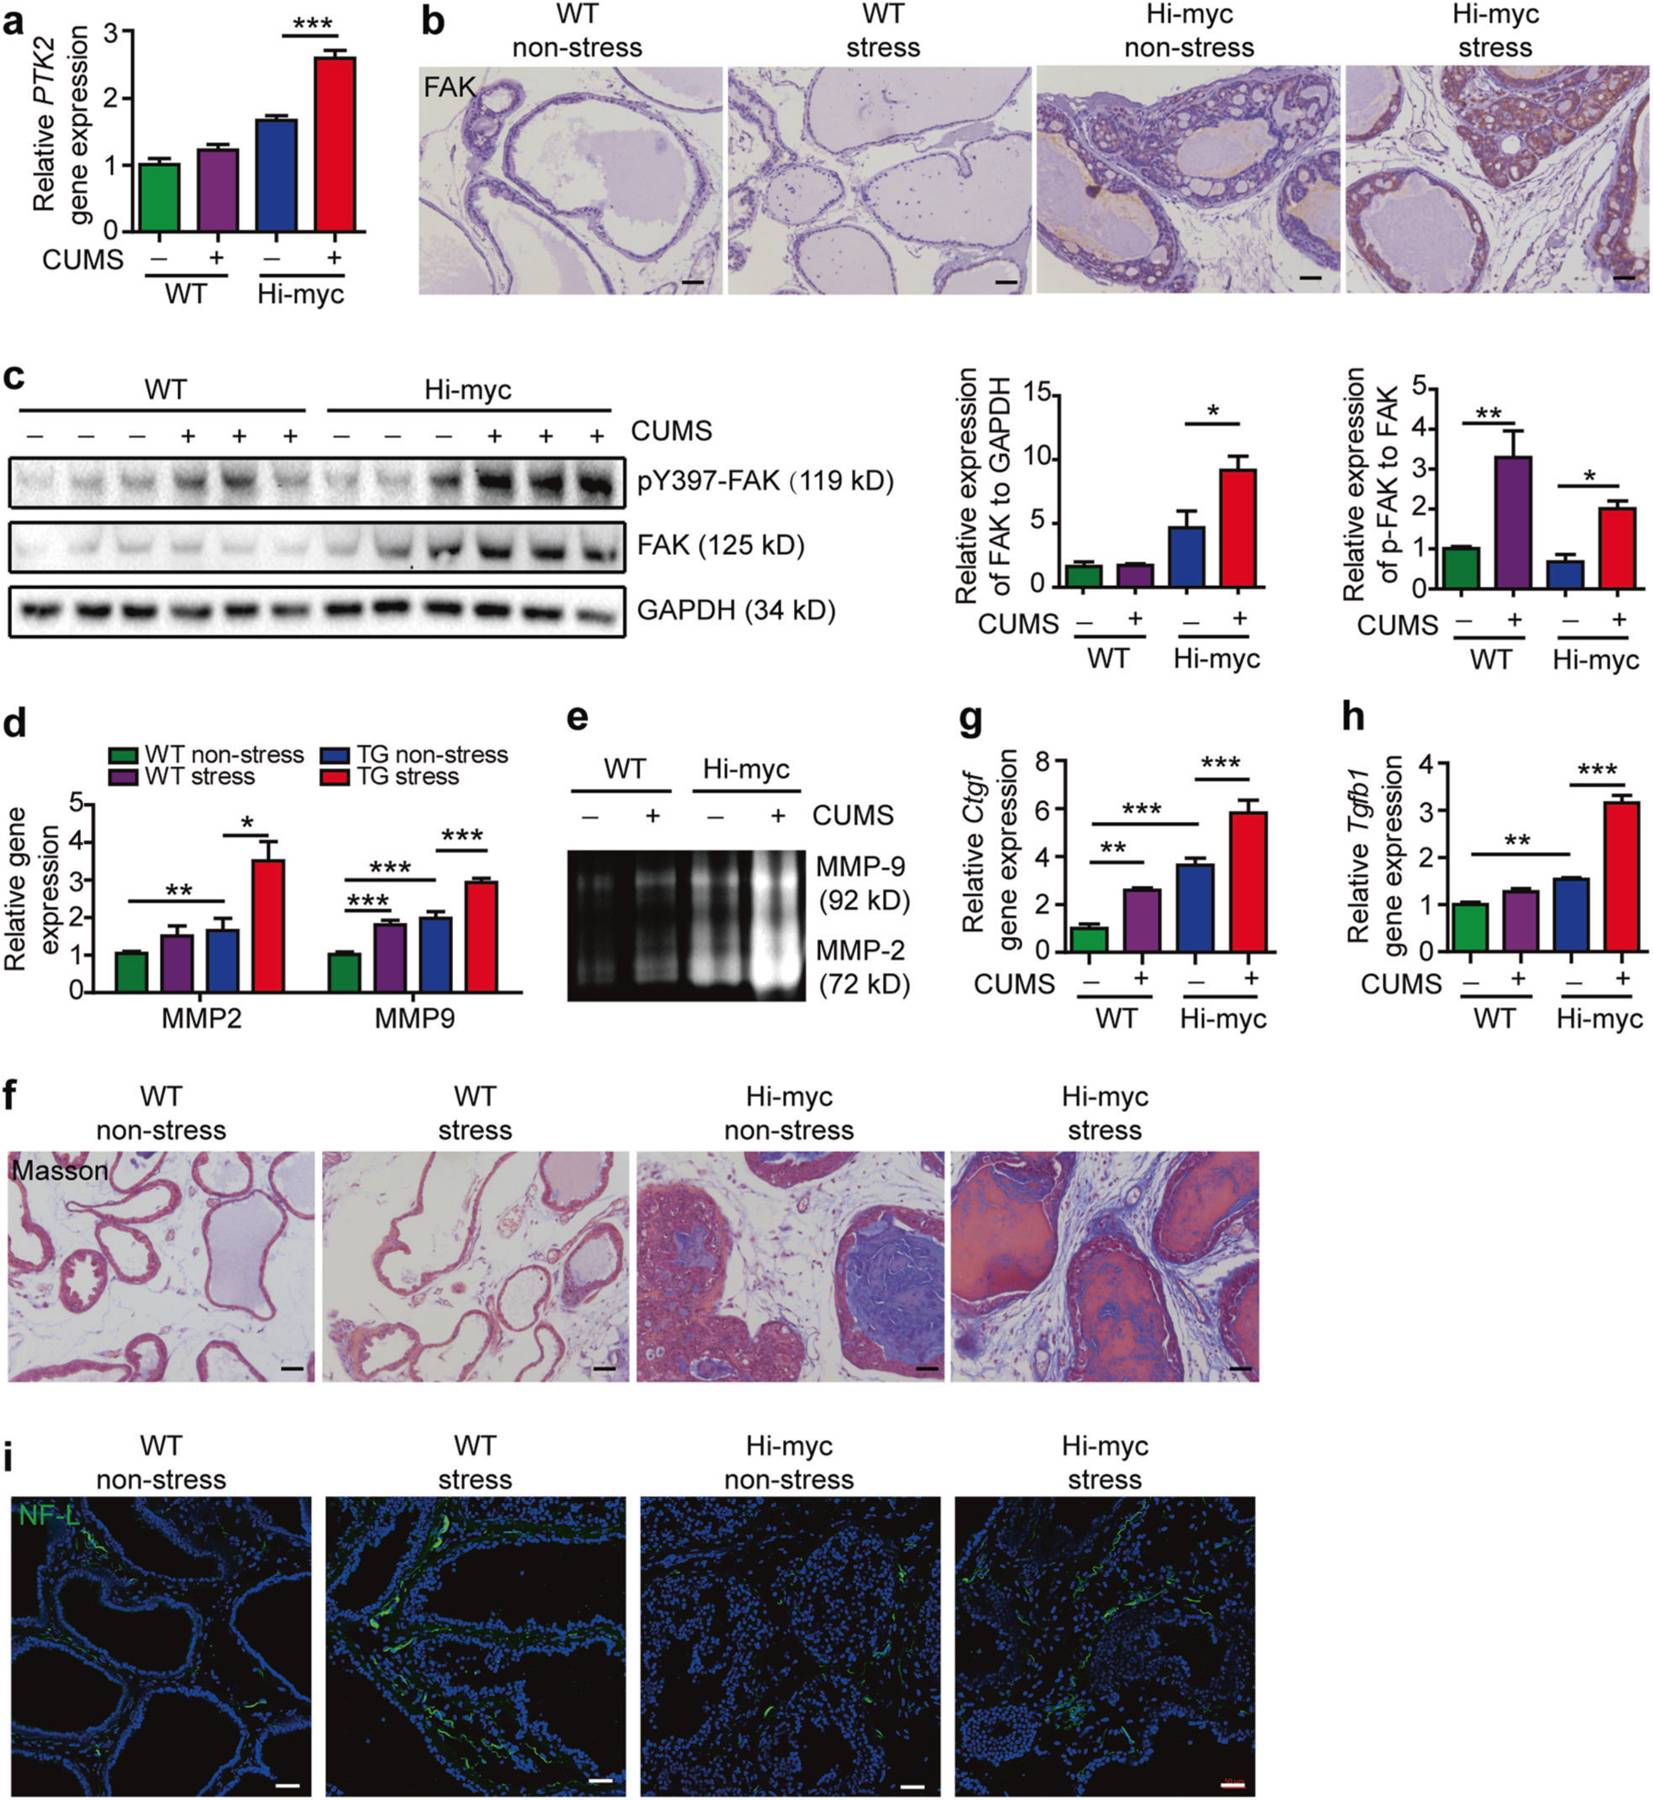 a
Relative PTK2
gene expression
3
2
1
0
***
CUMS – + – +
WT Hi-myc
b
WT
non-stress
WT
stress
Hi-myc
non-stress
Hi-myc
stress
FAK
c
WT Hi-myc
– – – + + + – – – + + + CUMS
pY397-FAK (119 kD)
FAK (125 kD)
GAPDH (34 kD)
Relative expression
of FAK to GAPDH
15
10
5
0
*
CUMS – + – +
WT Hi-myc
Relative expression
of p-FAK to FAK
5
4
3
2
1
0
**
*
CUMS – + – +
WT Hi-myc
d
WT non-stress TG non-stress
WT stress TG stress
Relative gene
expression
5
4
3
2
1
0
**
*
***
***
***
MMP2 MMP9
e
WT Hi-myc
– + – + CUMS
MMP-9
(92 kD)
MMP-2
(72 kD)
g
Relative Ctgf
gene expression
8
6
4
2
0
**
***
***
CUMS – + – +
WT Hi-myc
h
Relative Tgfb1
gene expression
4
3
2
1
0
**
***
CUMS – + – +
WT Hi-myc
f
WT
non-stress
WT
stress
Hi-myc
non-stress
Hi-myc
stress
Masson
i
WT
non-stress
WT
stress
Hi-myc
non-stress
Hi-myc
stress
NF-L